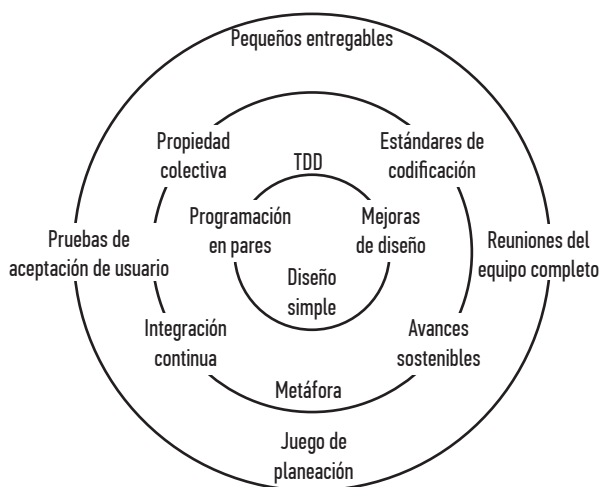 Pequeños entregables
Propiedad
colectiva
Estándares de
codificación
TDD
Programación
en pares
Mejoras
de diseño
Pruebas de
aceptación de usuario
Reuniones del
equipo completo
Diseño
simple
Integración
continua
Avances
sostenibles
Metáfora
Juego de
planeación